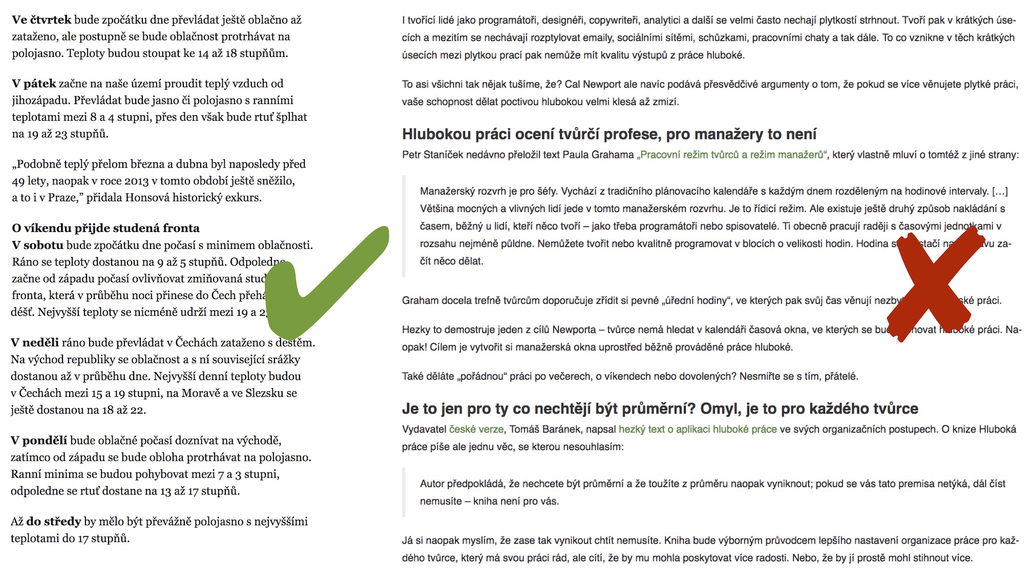 Ve čtvrtek bude zpočátku dne převládat ještě oblačno až
zataženo, ale postupně se bude oblačnost protrhávat na
polojasno. Teploty budou stoupat ke 14 až 18 stupňům.
V pátek začne na naše území proudit teplý vzduch od
jihozápadu. Převládat bude jasno či polojasno s ranními
teplotami mezi 8 a 4 stupni, přes den však bude rtuť šplhat
na 19 až 23 stupňů.
„Podobně teplý přelom března a dubna byl naposledy před
49 lety, naopak v roce 2013 v tomto období ještě sněžilo,
a to i v Praze,” přidala Honsová historický exkurs.
O víkendu přijde studená fronta
V sobotu bude zpočátku dne počasí s minimem oblačnosti.
Ráno se teploty dostanou na 9 až 5 stupňů. Odpoledne
začne od západu počasí ovlivňovat zmiňovaná
fronta, která v průběhu noci přinese do Čech
déšť. Nejvyšší teploty se nicméně udrží mezi 19 a
V neděli ráno bude převládat v Čechách zataženo s deštěm.
Na východ republiky se oblačnost a s ní související srážky
dostanou až v průběhu dne. Nejvyšší denní teploty budou
v Čechách mezi 15 a 19 stupni, na Moravě a ve Slezsku se
ještě dostanou na 18 až 22.
V pondělí bude oblačné počasí doznívat na východě,
zatímco od západu se bude obloha protrhávat na polojasno.
Ranní minima se budou pohybovat mezi 7 a 3 stupni,
odpoledne se rtuť dostane na 13 až 17 stupňů.
Až do středy by mělo být převážně polojasno s nejvyššími
teplotami do 17 stupňů.
I tvořící lidé jako programátoři, designéři, copywriteři, analytici a další se velmi často nechají plytkostí strhnout. Tvoří pak v krátkých úse-
cích a mezitím se nechávají rozptylovat emaily, sociálními sítěmi, schůzkami, pracovními chaty a tak dále. To co vznikne v těch krátkých
úsecích mezi plytkou prací pak nemůže mít kvalitu výstupů z práce hluboké.
To asi všichni tak nějak tušíme, že? Cal Newport ale navíc podává přesvědčivé argumenty o tom, že pokud se více věnujete plytké práci,
vaše schopnost dělat poctivou hlubokou velmi klesá až zmizí.
Hlubokou práci ocení tvůrčí profese, pro manažery to není
Petr Staníček nedávno přeložil text Paula Grahama „Pracovní režim tvůrců a režim manažerů“, který vlastně mluví o tomtéž z jiné strany:
Manažerský rozvrh je pro šéfy. Vychází z tradičního plánovacího kalendáře s každým dnem rozděleným na hodinové intervaly. […]
Většina mocných a vlivných lidí jede v tomto manažerském rozvrhu. Je to řídicí režim. Ale existuje ještě druhý způsob nakládání s
časem, běžný u lidí, kteří něco tvoří – jako třeba programátoři nebo spisovatelé. Ti obecně pracují raději s časovými jednotkami v
rozsahu nejméně půldne. Nemůžete tvořit nebo kvalitně programovat v blocích o velikosti hodin. Hodina za-
čít něco dělat.
Graham docela trefně tvůrcům doporučuje zřídit si pevné „úřední hodiny“, ve kterých pak svůj čas věnují práci.
Hezky to demostruje jeden z cílů Newporta – tvůrce nemá hledat v kalendáři časová okna, ve kterých se hluboké práci. Na-
opak! Cílem je vytvořit si manažerská okna uprostřed běžně prováděné práce hluboké.
Také děláte „pořádnou“ práci po večerech, o víkendech nebo dovolených? Nesmiřte se s tím, přátelé.
Je to jen pro ty co nechtějí být průměrní? Omyl, je to pro každého tvůrce
Vydavatel české verze, Tomáš Baránek, napsal hezký text o aplikaci hluboké práce ve svých organizačních postupech. O knize Hluboká
práce píše ale jednu věc, se kterou nesouhlasím:
Autor předpokládá, že nechcete být průměrní a že toužíte z průměru naopak vyniknout; pokud se vás tato premisa netýká, dál číst
nemusíte – kniha není pro vás.
Já si naopak myslím, že zase tak vynikout chtít nemusíte. Kniha bude výborným průvodcem lepšího nastavení organizace práce pro kaž-
dého tvůrce, který má svou práci rád, ale cítí, že by mu mohla poskytovat více radosti. Nebo, že by jí prostě mohl stihnout více.